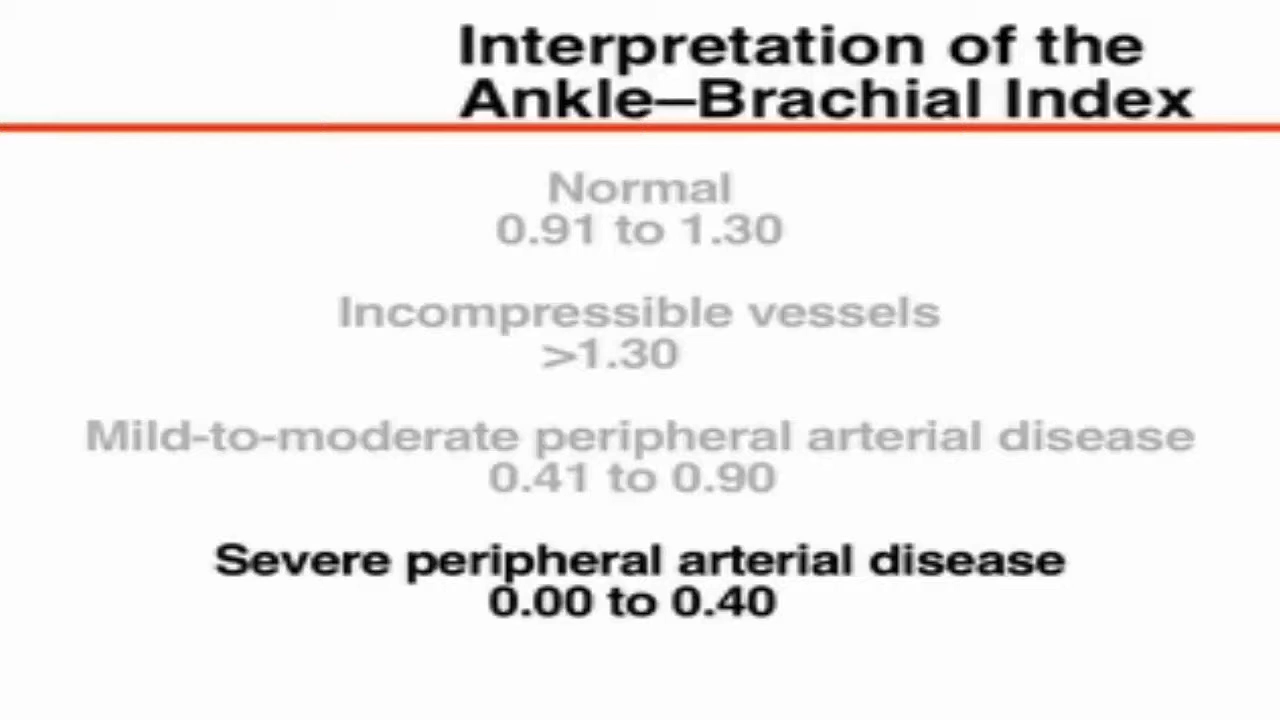 Interpretation of the
Ankle–Brachial Index
Normal
0.91 to 1.30
Incompressible vessels
>1.30
Mild-to-moderate peripheral arterial disease
0.41 to 0.90
Severe peripheral arterial disease
0.00 to 0.40